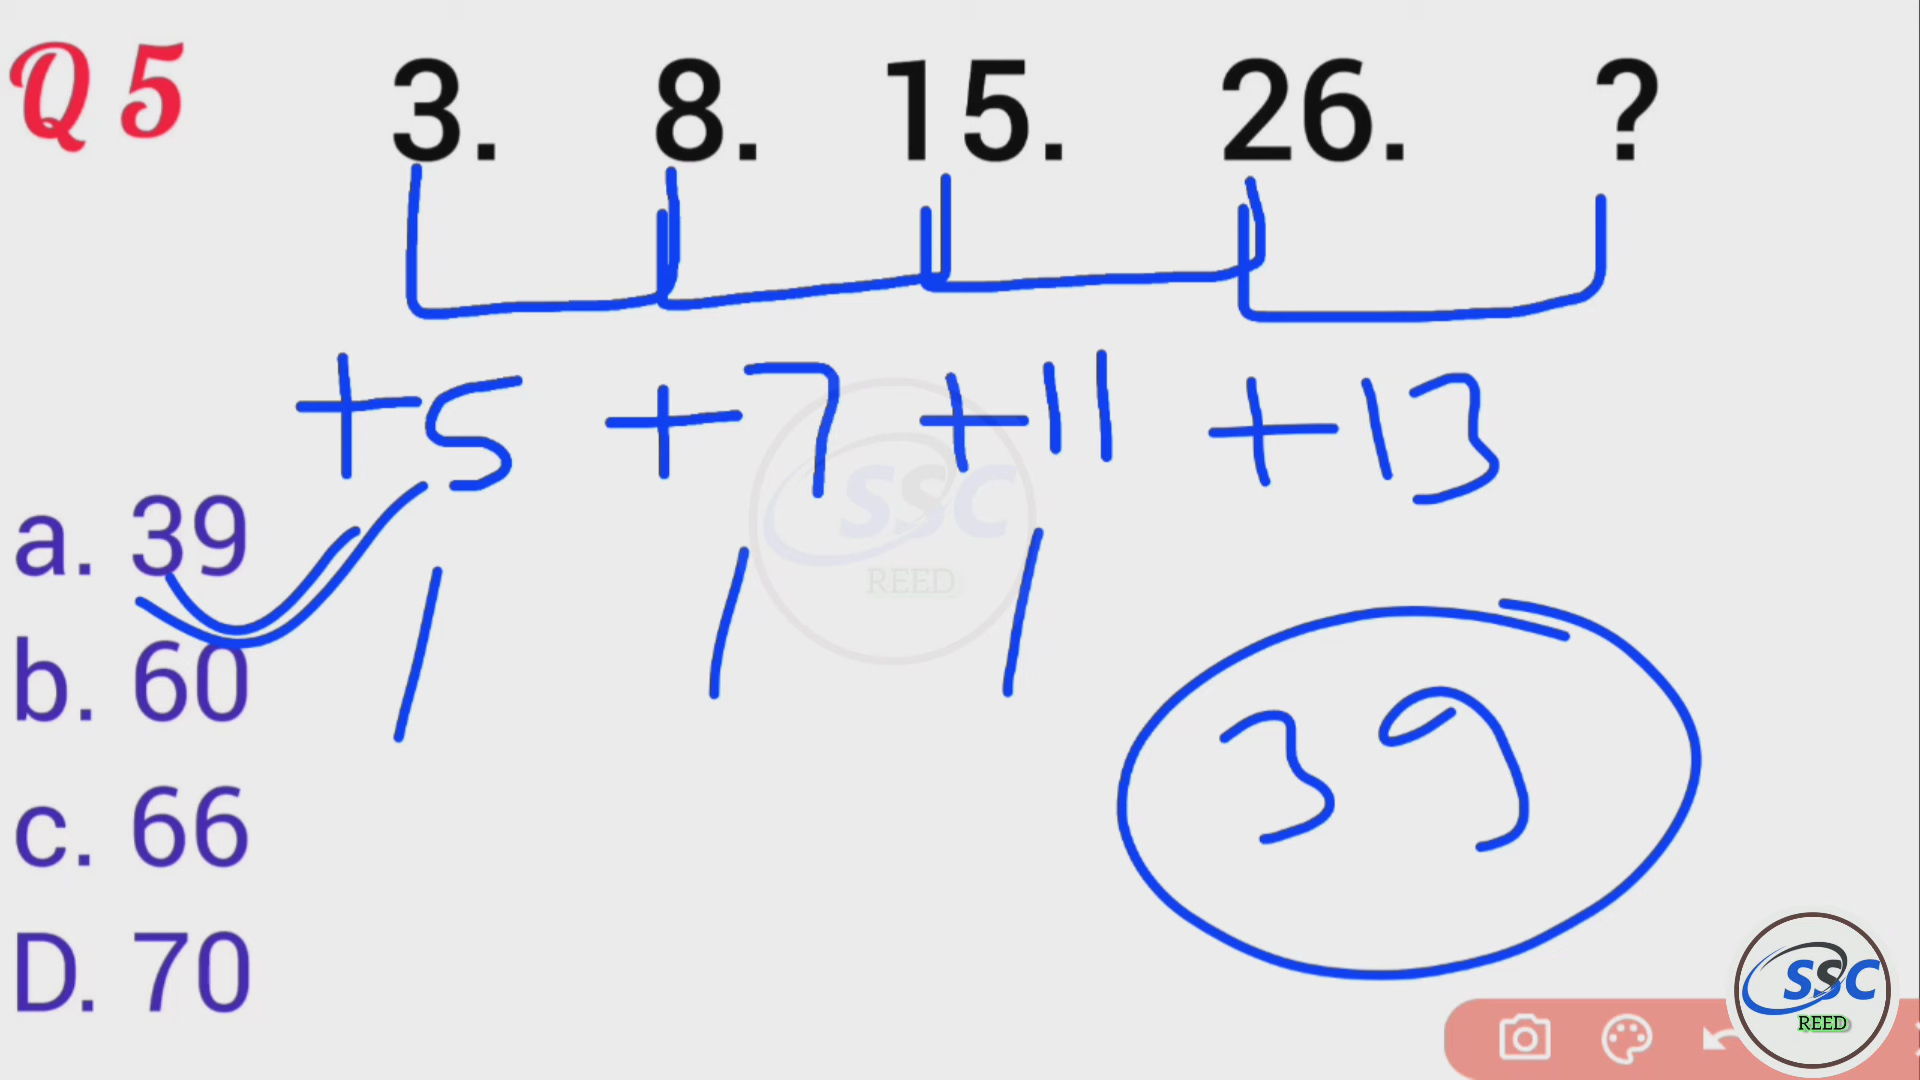 Q 5
3. 8. 15. 26. ?
+5 +7 +11 +13
SSC
REED
a. 39
b. 60
39
c. 66
D. 70
SSC
REED